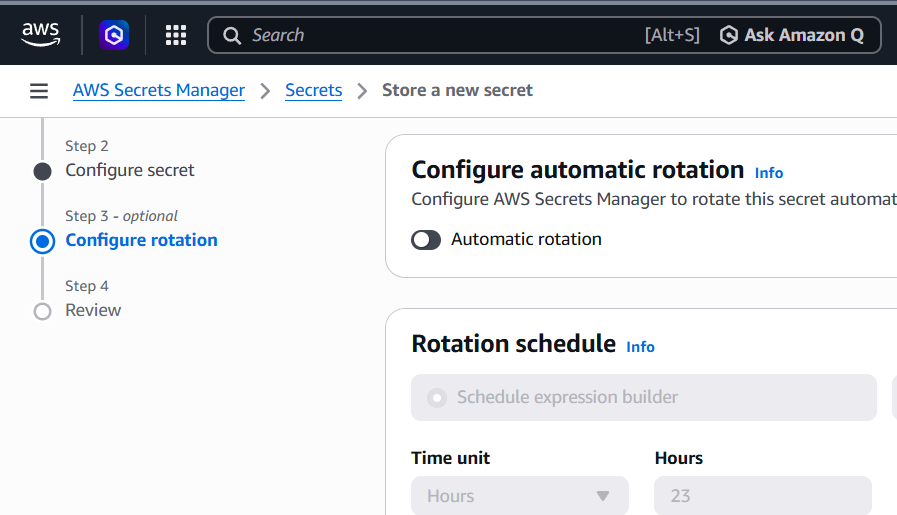 aws Search [Alt+S] Ask Amazon Q
AWS Secrets Manager > Secrets > Store a new secret
Step 2
Configure secret
Step 3 - optional
Configure rotation
Step 4
Review
Configure automatic rotation Info
Configure AWS Secrets Manager to rotate this secret automat
Automatic rotation
Rotation schedule Info
Schedule expression builder
Time unit Hours
Hours 23